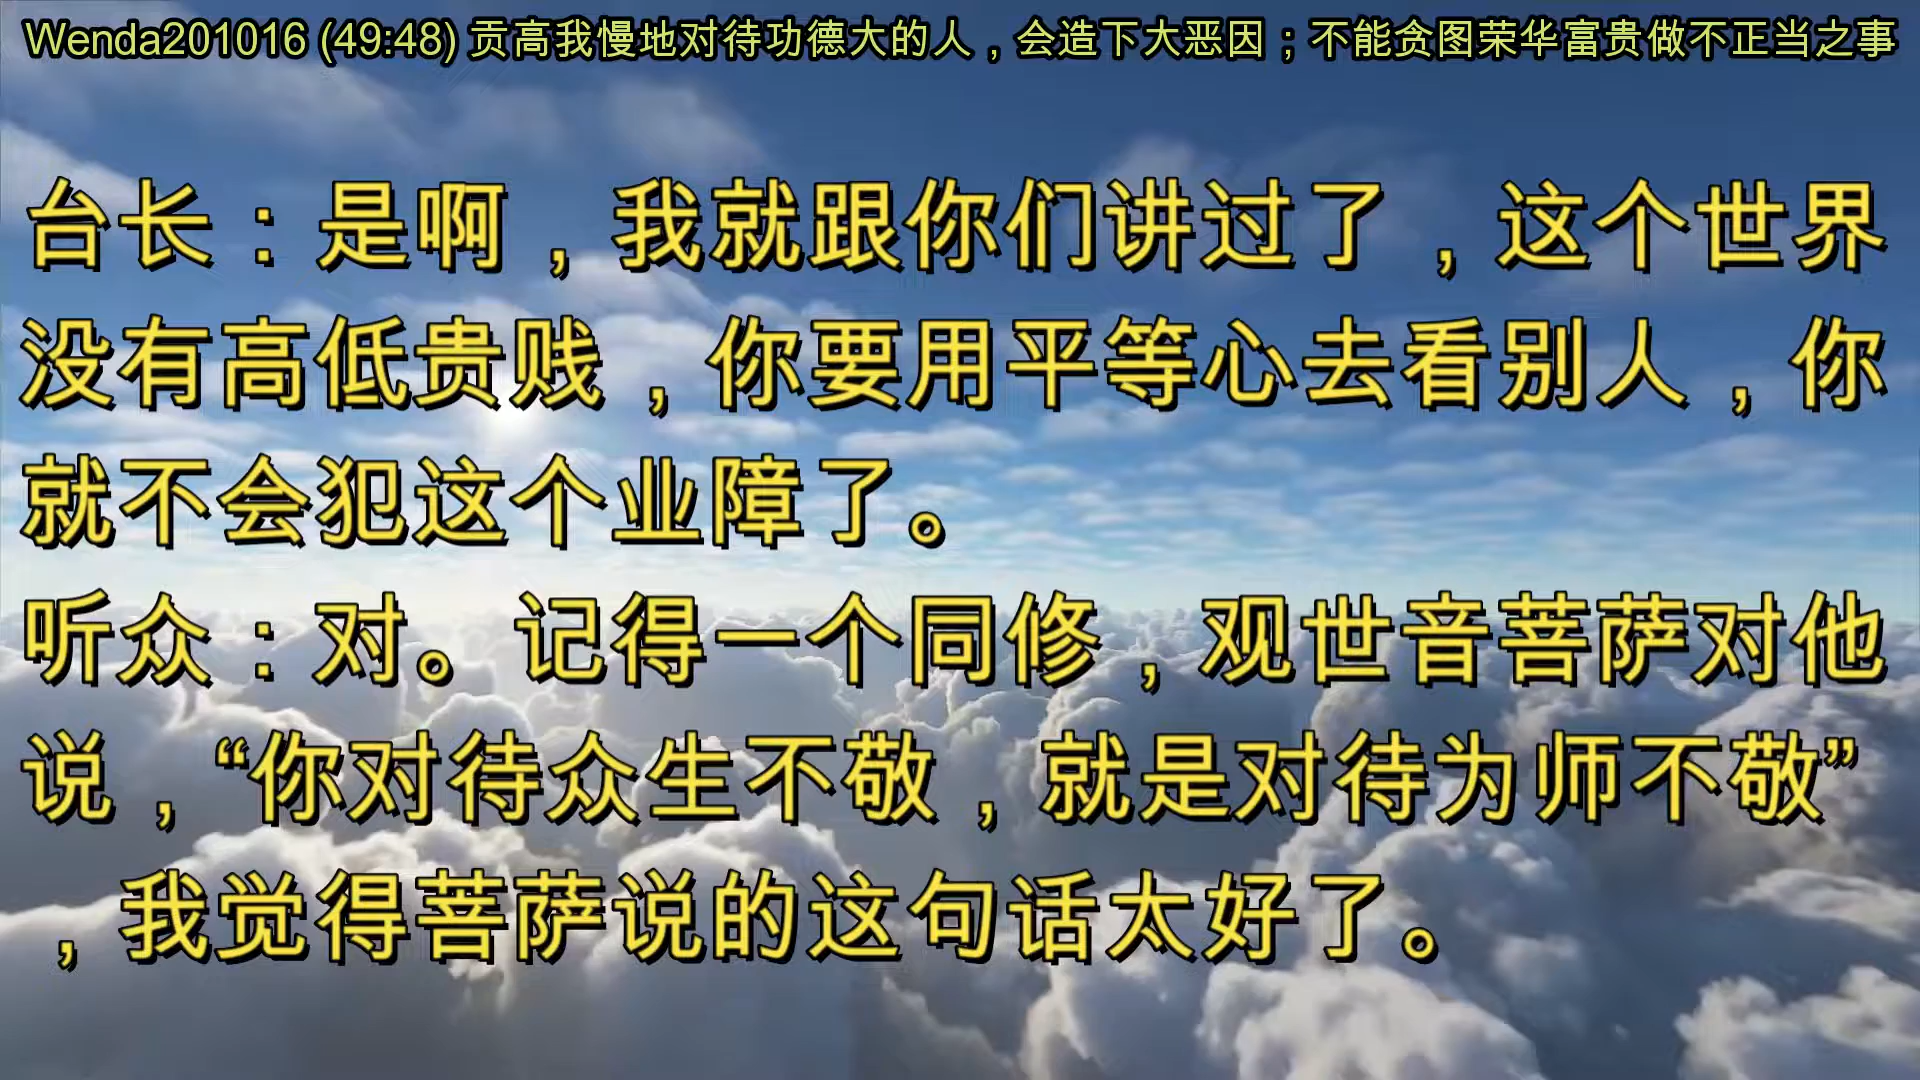 Wenda201016 (49:48) 贡高我慢地对待功德大的人，会造下大恶因；不能贪图荣华富贵做不正当之事
台长：是啊，我就跟你们讲过了，这个世界
没有高低贵贱，你要用平等心去看别人，你
就不会犯这个业障了。
听众：对。记得一个同修，观世音菩萨对他
说，“你对待众生不敬，就是对待为师不敬”
，我觉得菩萨说的这句话太好了。